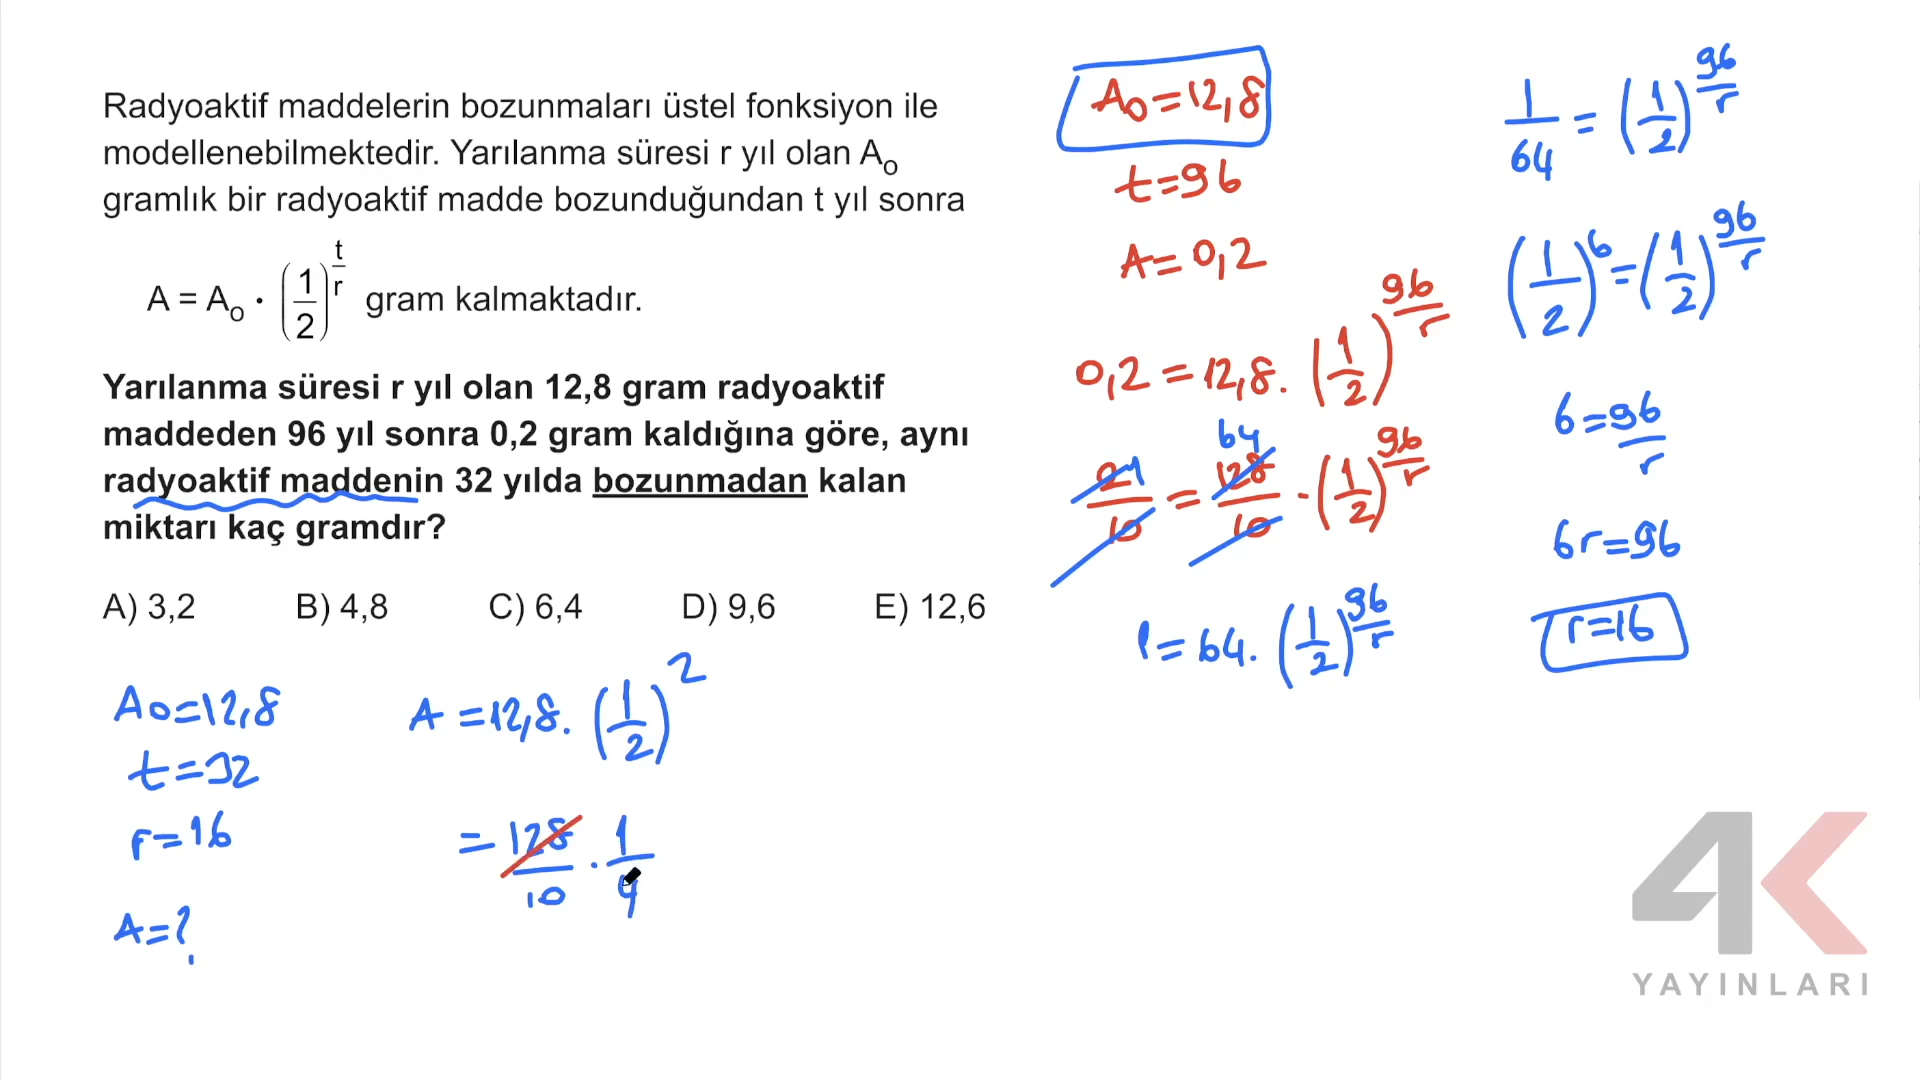 Radyoaktif maddelerin bozunmaları üstel fonksiyon ile
modellenebilmektedir. Yarılanma süresi r yıl olan A₀
gramlık bir radyoaktif madde bozunduğundan t yıl sonra
A = A₀ · (1/2)^(t/r) gram kalmaktadır.
Yarılanma süresi r yıl olan 12,8 gram radyoaktif
maddeden 96 yıl sonra 0,2 gram kaldığına göre, aynı
radyoaktif maddenin 32 yılda bozunmadan kalan
miktarı kaç gramdır?
A) 3,2 B) 4,8 C) 6,4 D) 9,6 E) 12,6
A₀=12,8
t=32
r=16
A=?
A=12,8.(1/2)^2
=128/10 · 1/4
A₀=12,8
t=96
A=0,2
0,2=12,8.(1/2)^(96/r)
64
2 1/10 = 128/10 · (1/2)^(96/r)
1=64.(1/2)^(96/r)
1/64=(1/2)^(96/r)
(1/2)^6=(1/2)^(96/r)
6=96/r
6r=96
r=16
4K
YAYINLARI